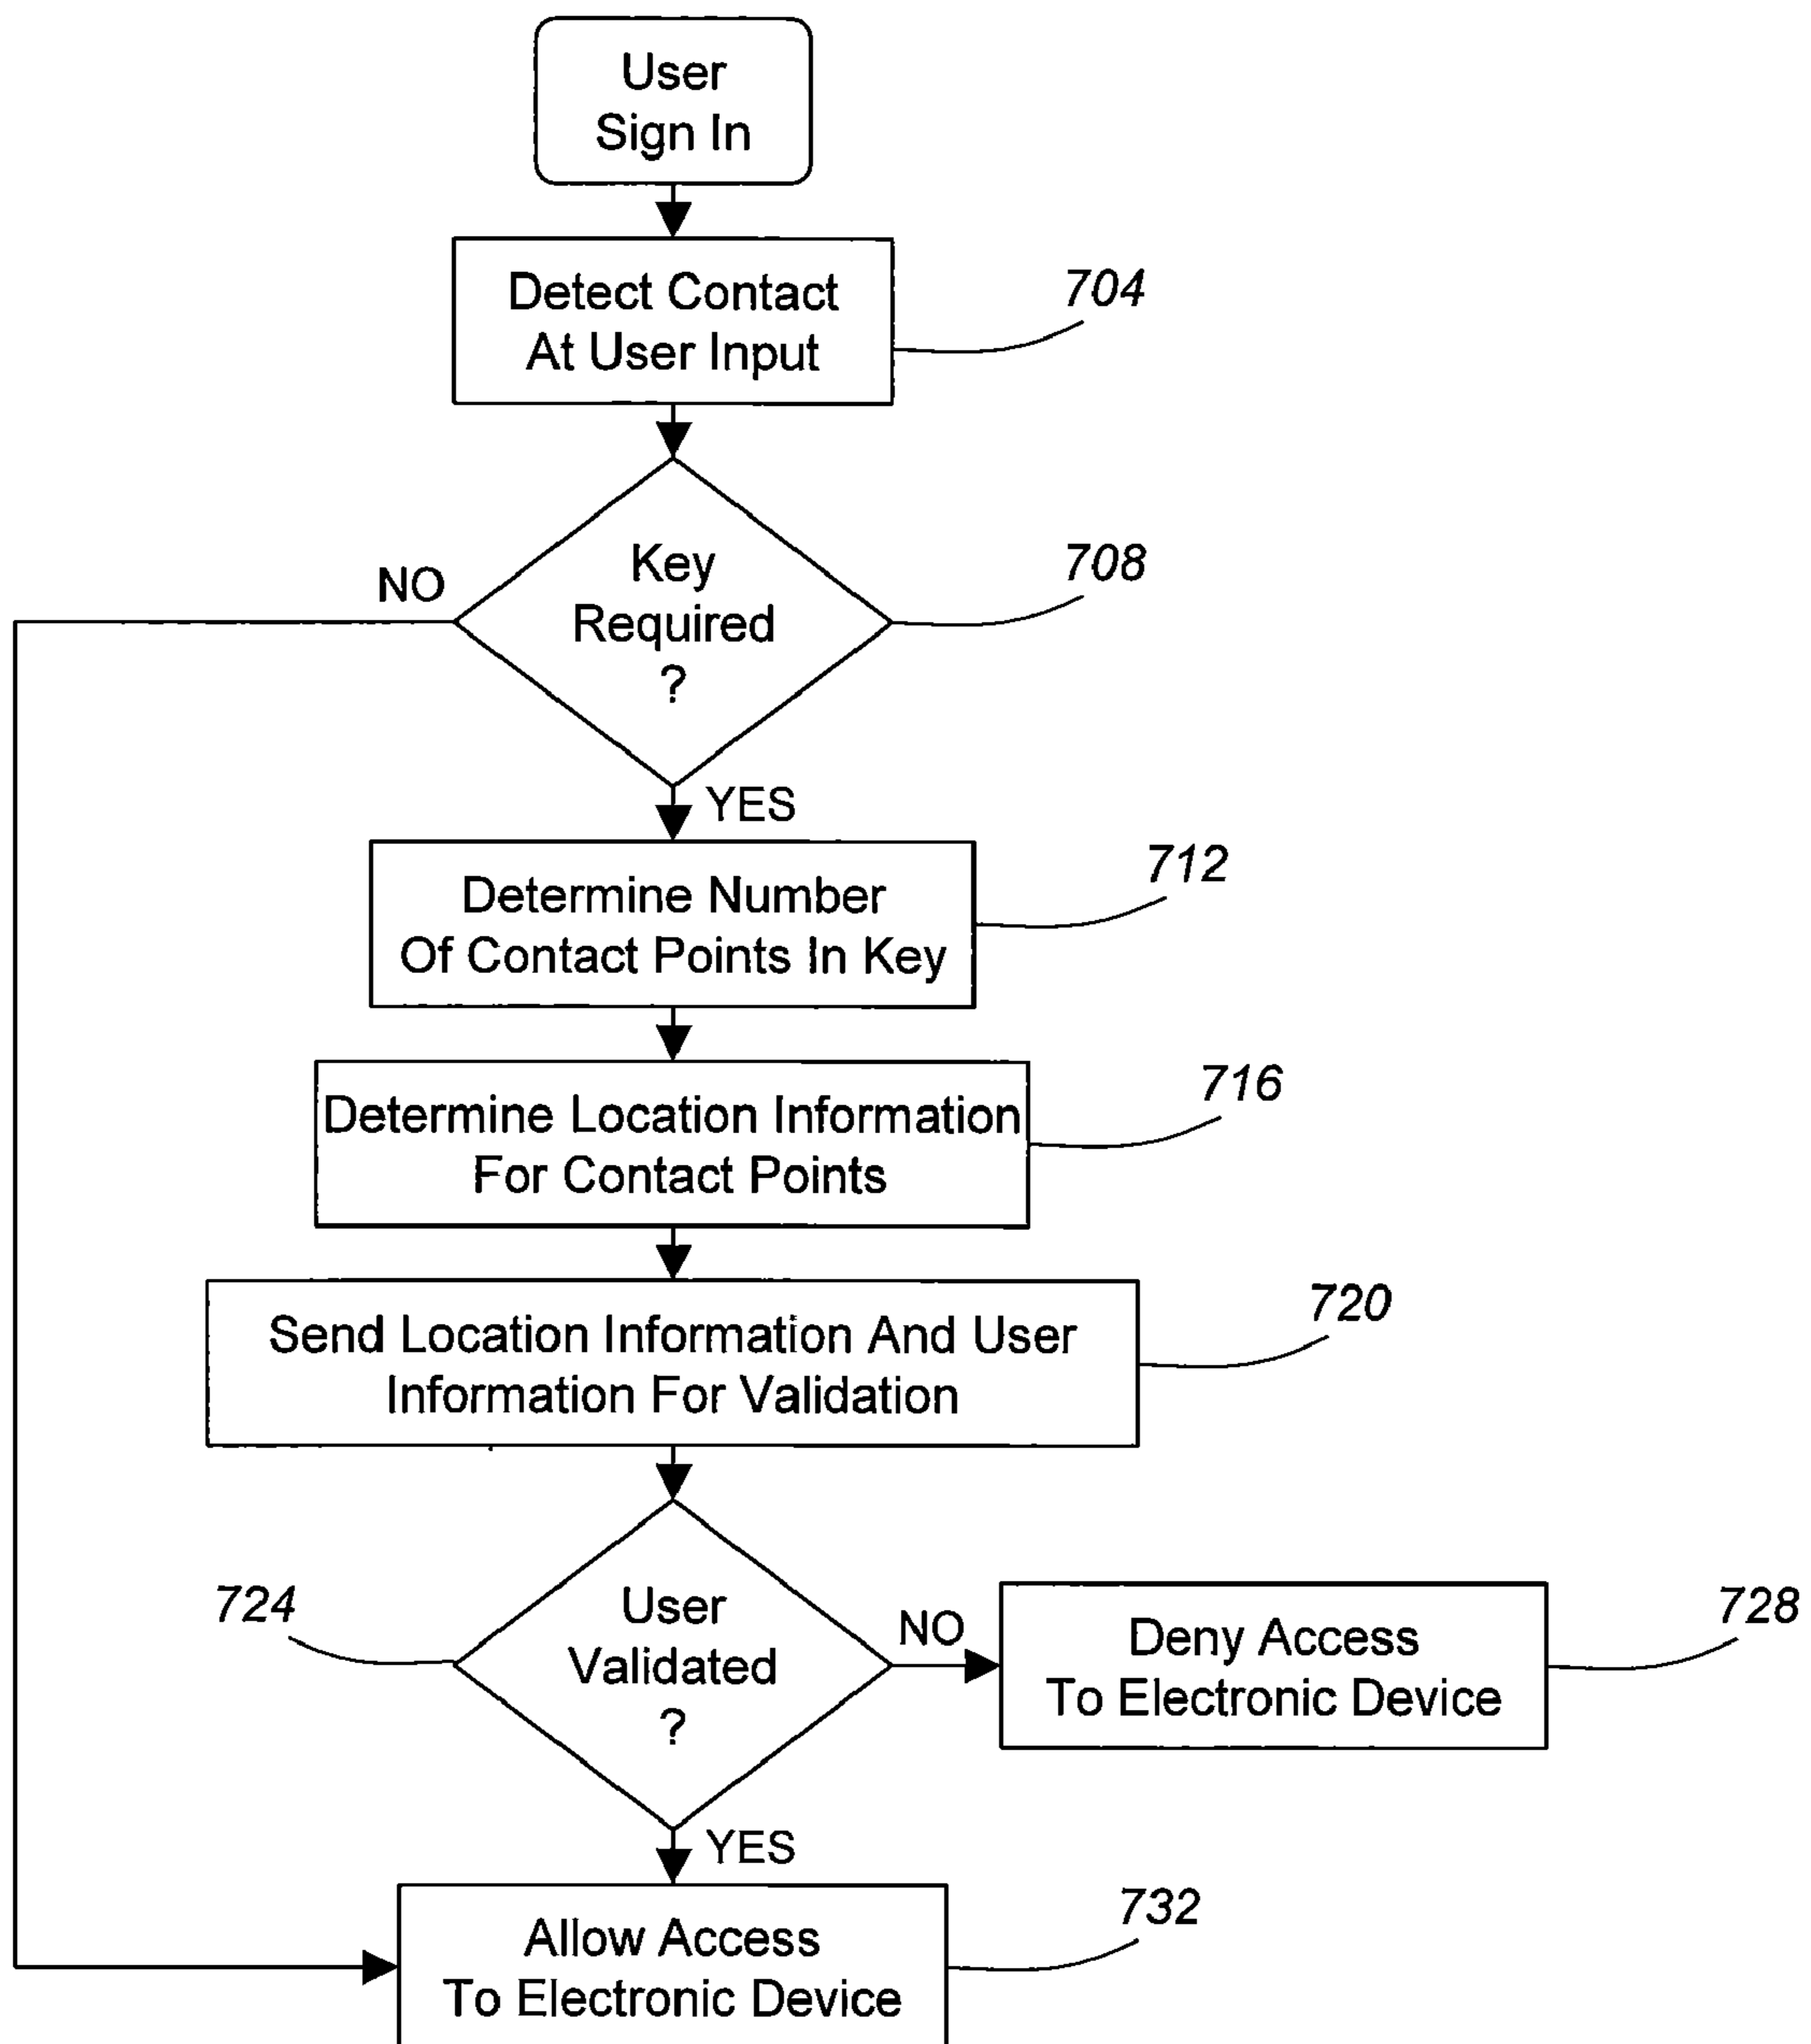 User
Sign In
Detect Contact
At User Input
704
Key
Required
?
708
NO
YES
Determine Number
Of Contact Points In Key
712
Determine Location Information
For Contact Points
716
Send Location Information And User
Information For Validation
720
User
Validated
?
724
NO
Deny Access
To Electronic Device
728
YES
Allow Access
To Electronic Device
732